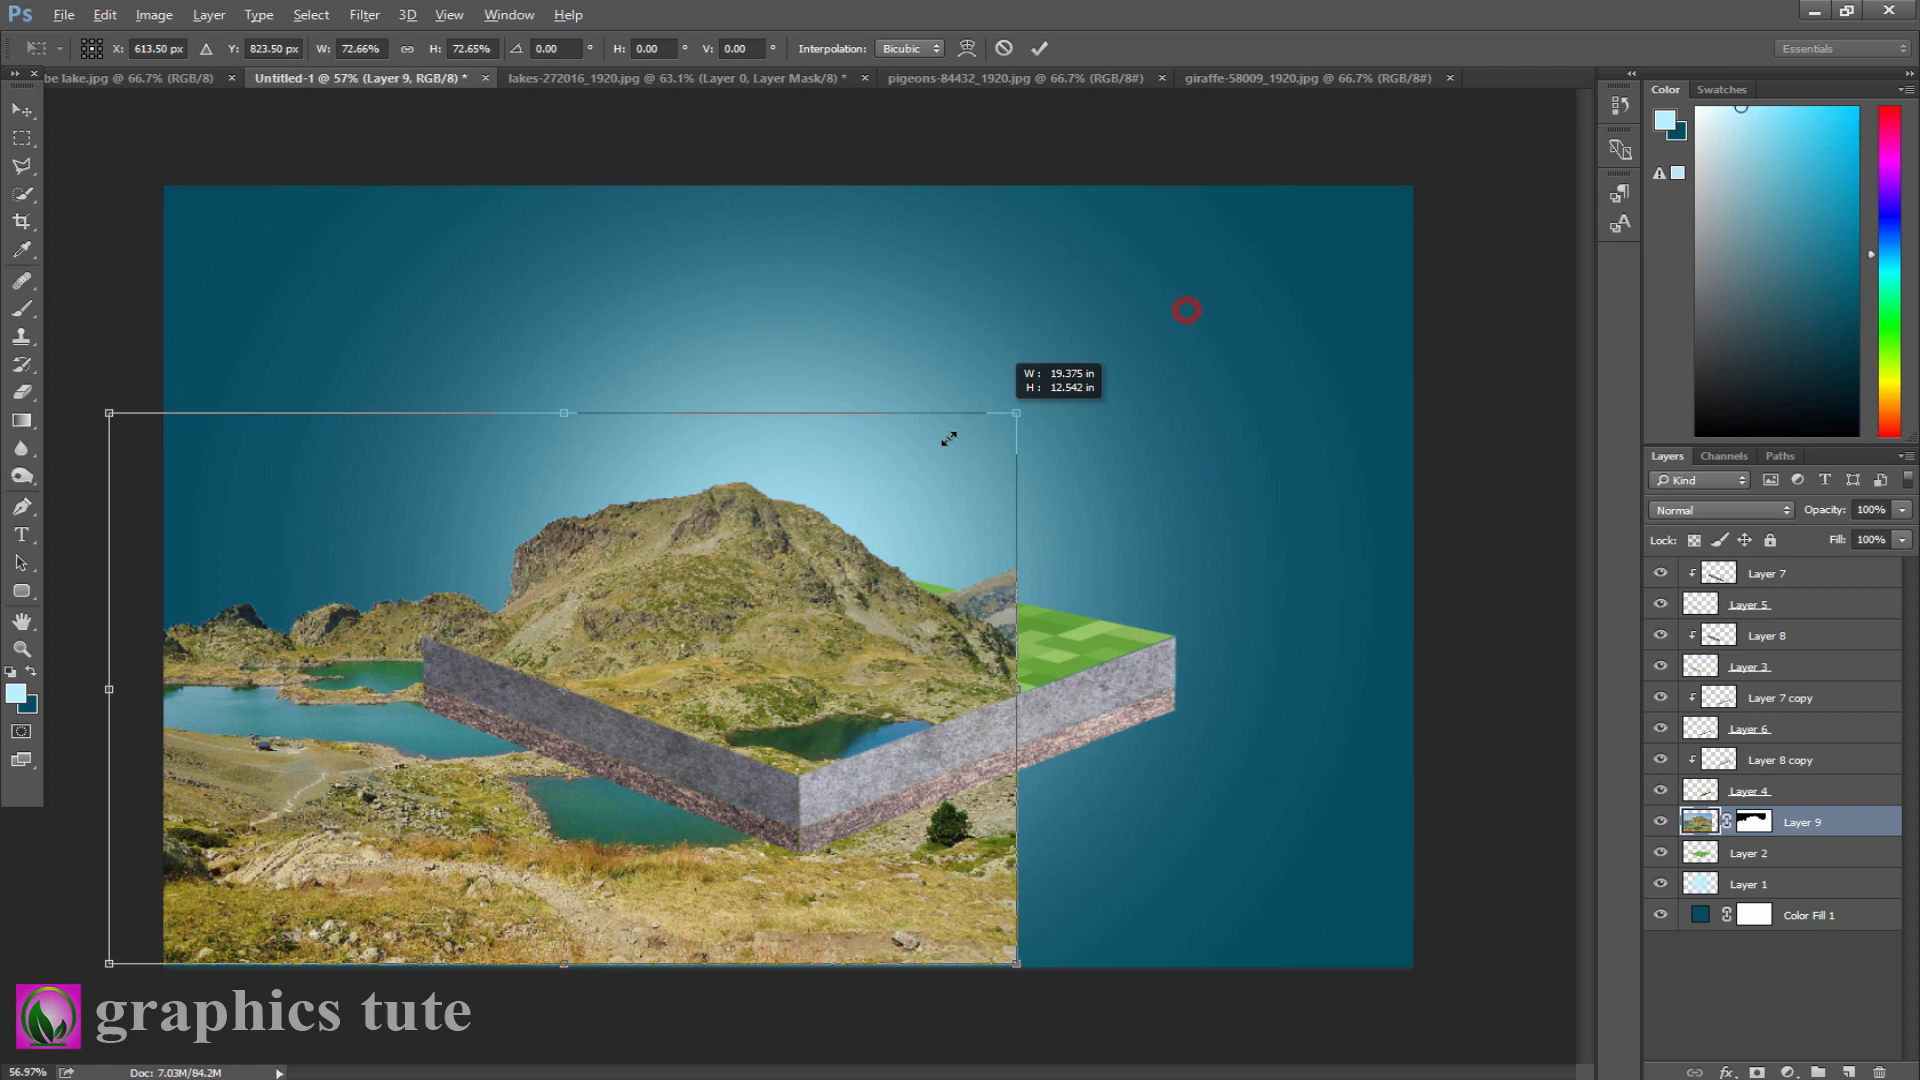 Ps File Edit Image Layer Type Select Filter 3D View Window Help
X: 613.50 px Y: 823.50 px W: 72.66% H: 72.65% 0.00 ° H: 0.00 ° V: 0.00 ° Interpolation: Bicubic Essentials
be lake.jpg @ 66.7% (RGB/8) Untitled-1 @ 57% (Layer 9, RGB/8) * lakes-272016_1920.jpg @ 63.1% (Layer 0, Layer Mask/8) * pigeons-84432_1920.jpg @ 66.7% (RGB/8#) giraffe-58009_1920.jpg @ 66.7% (RGB/8#)
Color Swatches
W: 19.375 in
H: 12.542 in
Layers Channels Paths
Kind
Normal Opacity: 100%
Lock: Fill: 100%
Layer 7
Layer 5
Layer 8
Layer 3
Layer 7 copy
Layer 6
Layer 8 copy
Layer 4
Layer 9
Layer 2
Layer 1
Color Fill 1
graphics tute
56.97% Doc: 7.03M/84.2M